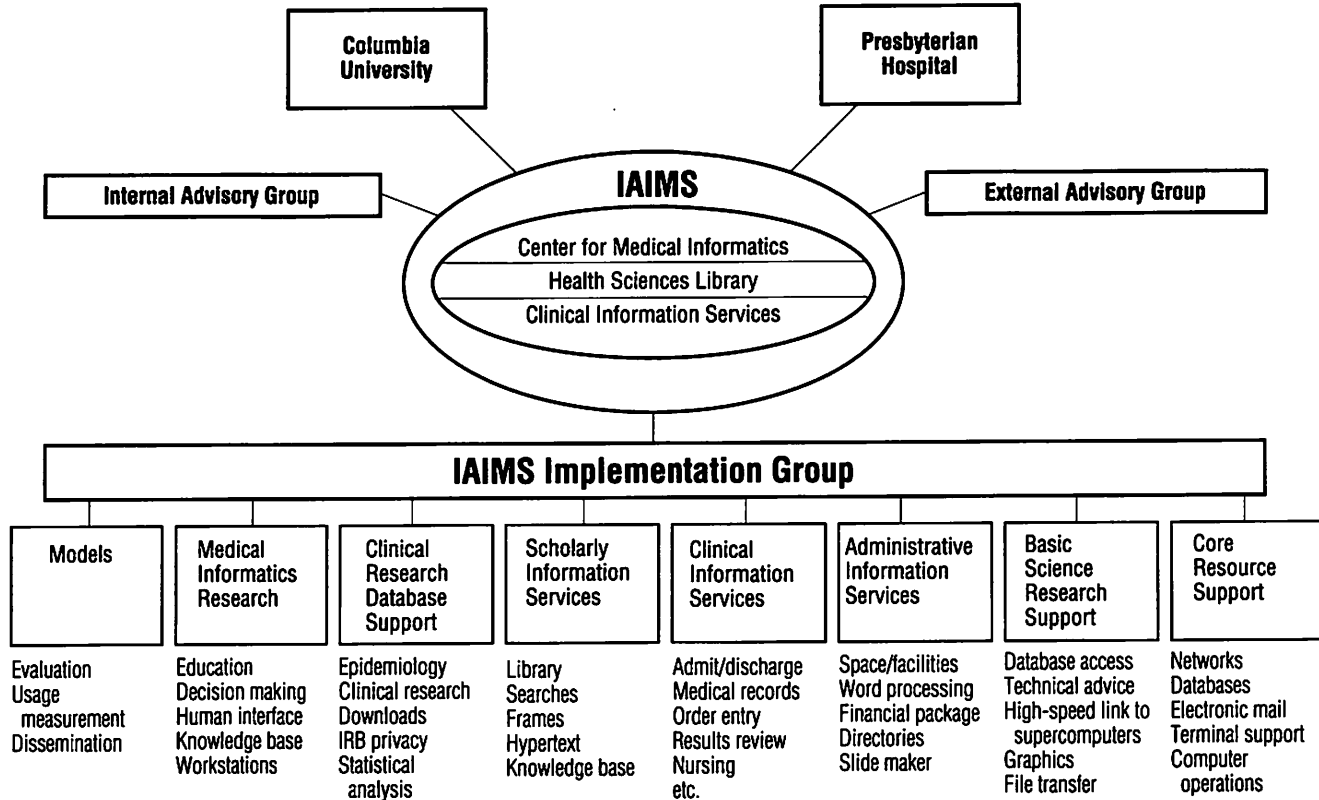 Columbia
University
Presbyterian
Hospital
Internal Advisory Group
IAIMS
External Advisory Group
Center for Medical Informatics
Health Sciences Library
Clinical Information Services
IAIMS Implementation Group
Models
Evaluation
Usage
measurement
Dissemination
Medical
Informatics
Research
Education
Decision making
Human interface
Knowledge base
Workstations
Clinical
Research
Database
Support
Epidemiology
Clinical research
Downloads
IRB privacy
Statistical
analysis
Scholarly
Information
Services
Library
Searches
Frames
Hypertext
Knowledge base
Clinical
Information
Services
Admit/discharge
Medical records
Order entry
Results review
Nursing
etc.
Administrative
Information
Services
Space/facilities
Word processing
Financial package
Directories
Slide maker
Basic
Science
Research
Support
Database access
Technical advice
High-speed link to
supercomputers
Graphics
File transfer
Core
Resource
Support
Networks
Databases
Electronic mail
Terminal support
Computer
operations